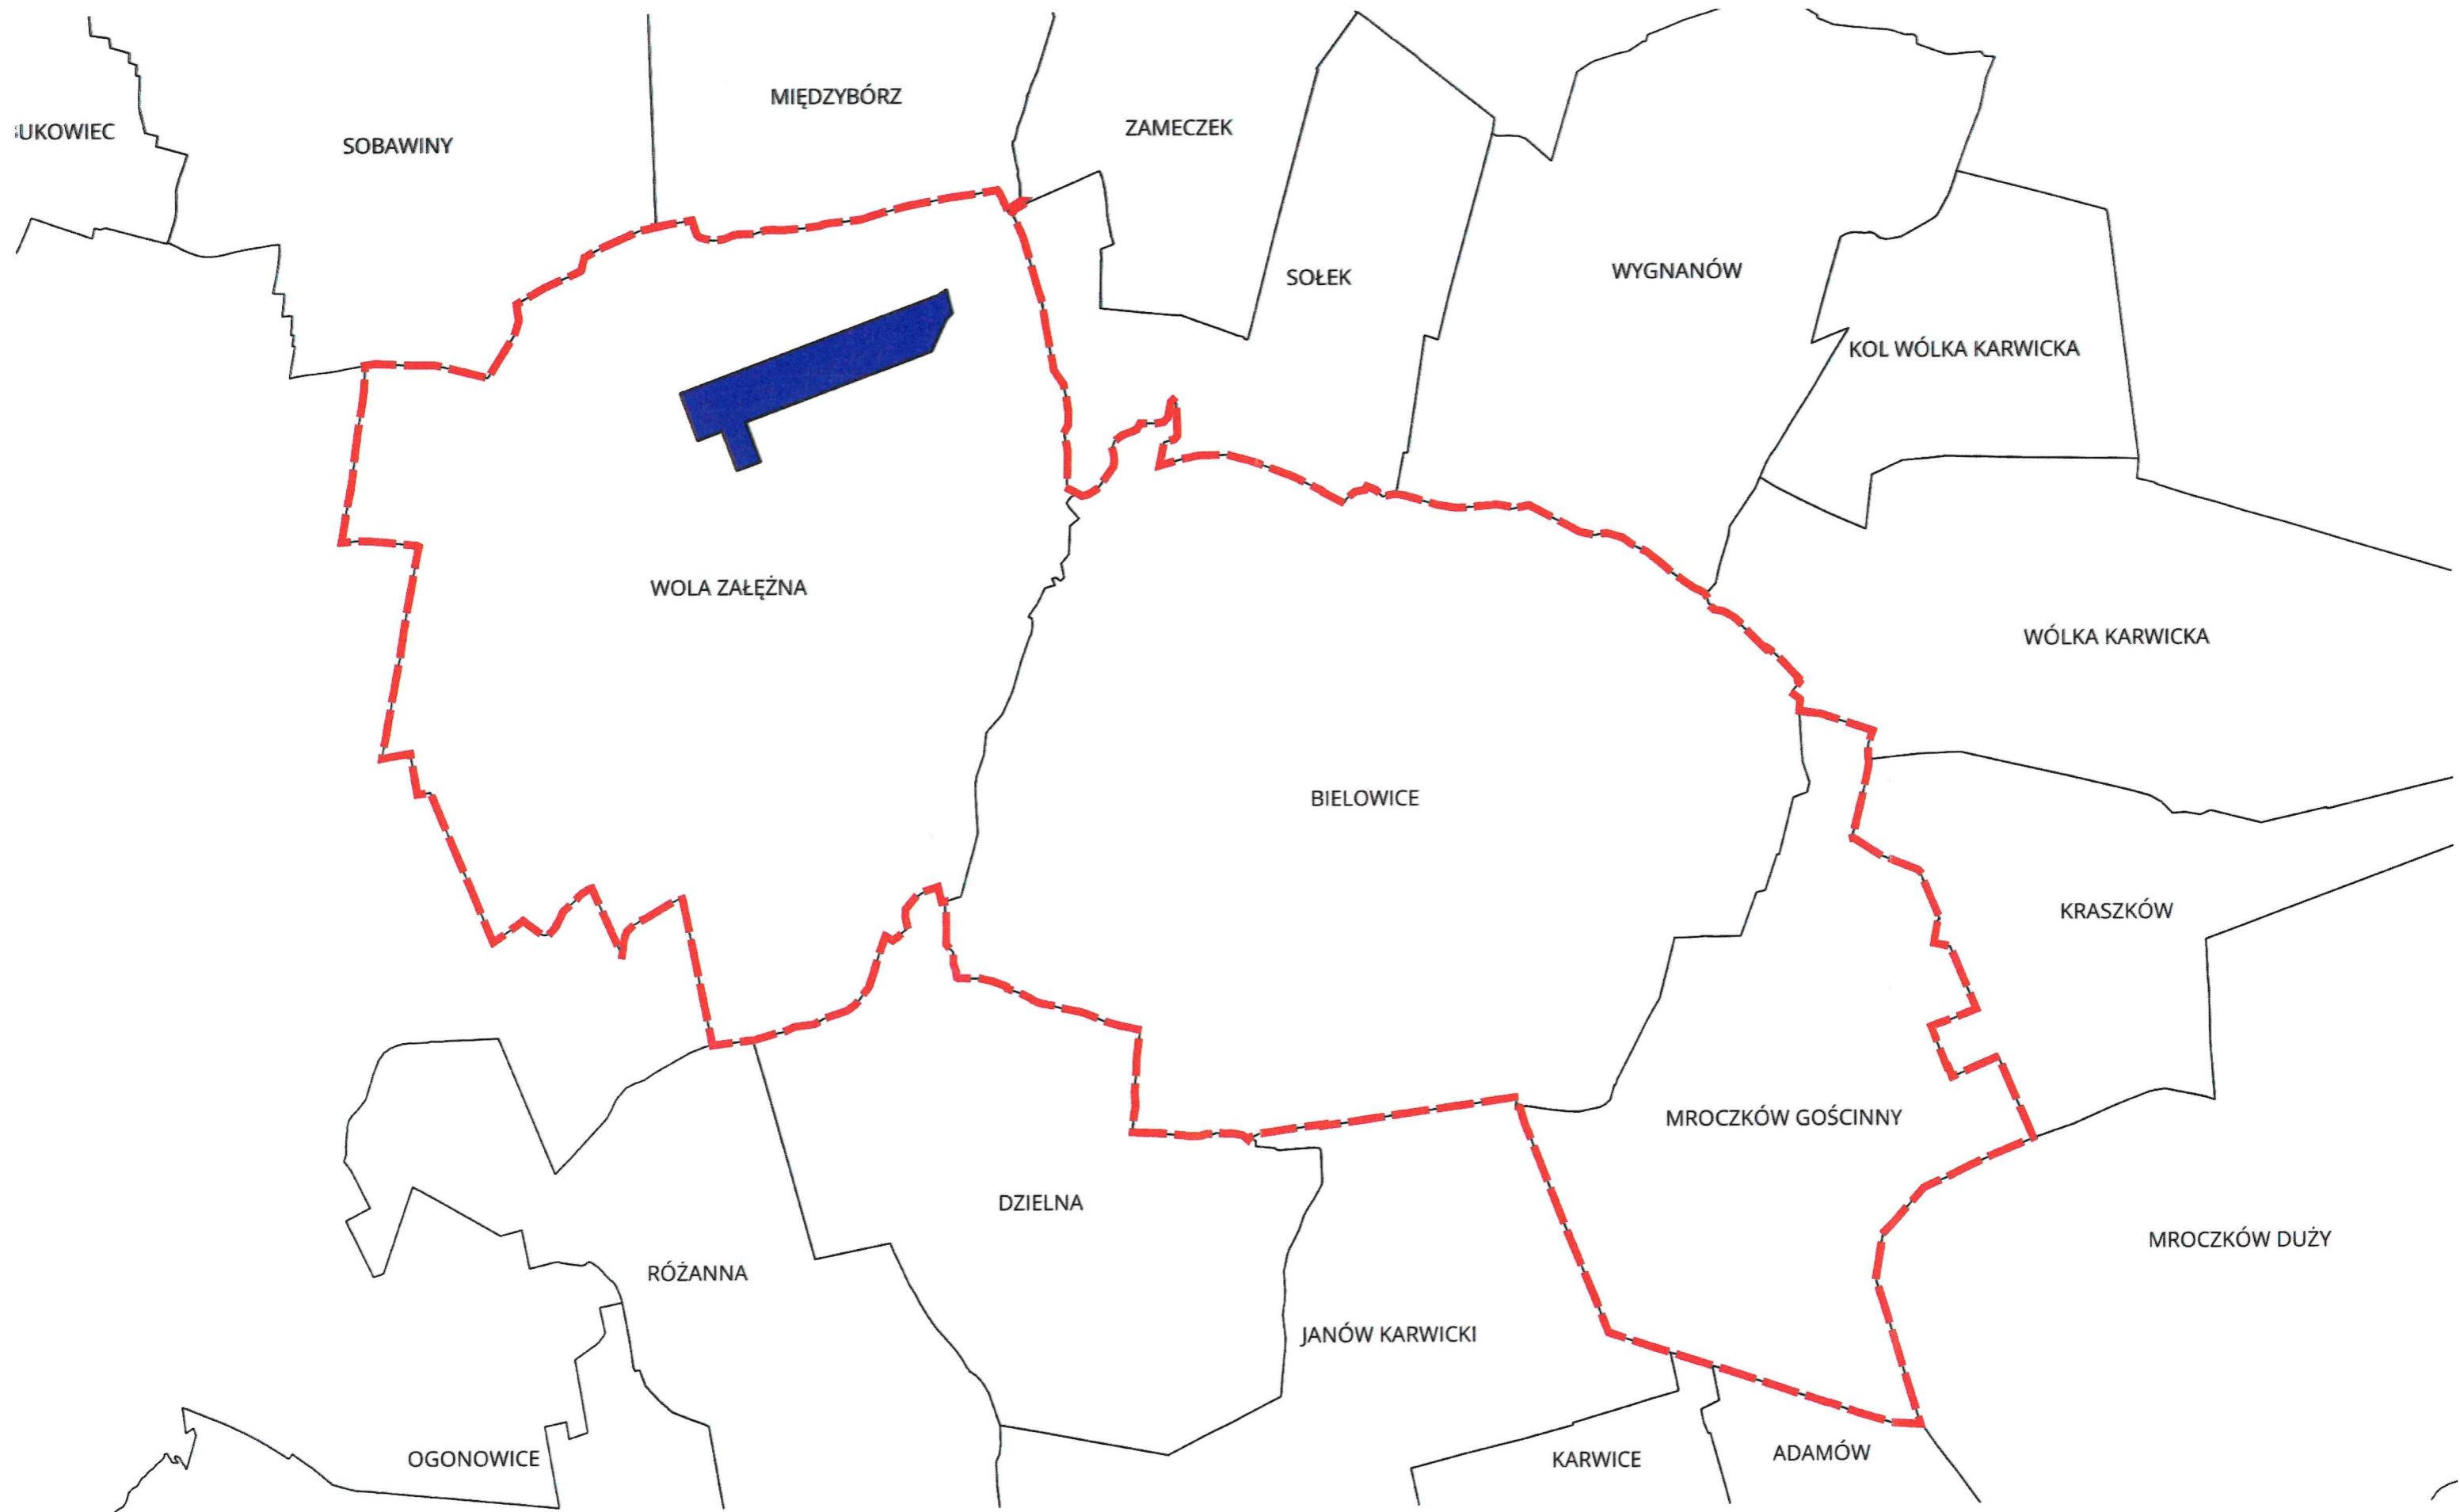 MIĘDZYBÓRZ
ZAMECZEK
UKOWIEC
SOBAWINY
WYGNANÓW
SOŁEK
KOL WÓLKA KARWICKA
WOLA ZAŁĘŻNA
WÓLKA KARWICKA
BIELOWICE
KRASZKÓW
MROCZKÓW GOŚCINNY
DZIELNA
MROCZKÓW DUŻY
RÓŻANNA
JANÓW KARWICKI
ADAMÓW
OGONOWICE
KARWICE